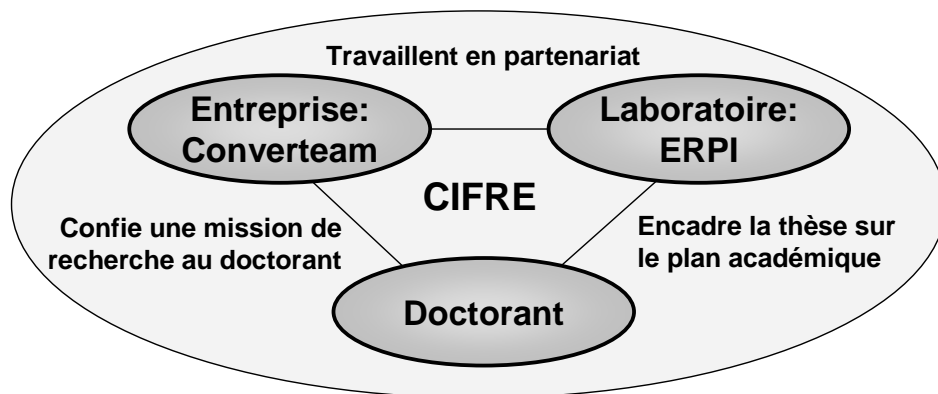 Travaillent en partenariat
Entreprise:
Converteam
Laboratoire:
ERPI
CIFRE
Confie une mission de
recherche au doctorant
Encadre la thèse sur
le plan académique
Doctorant